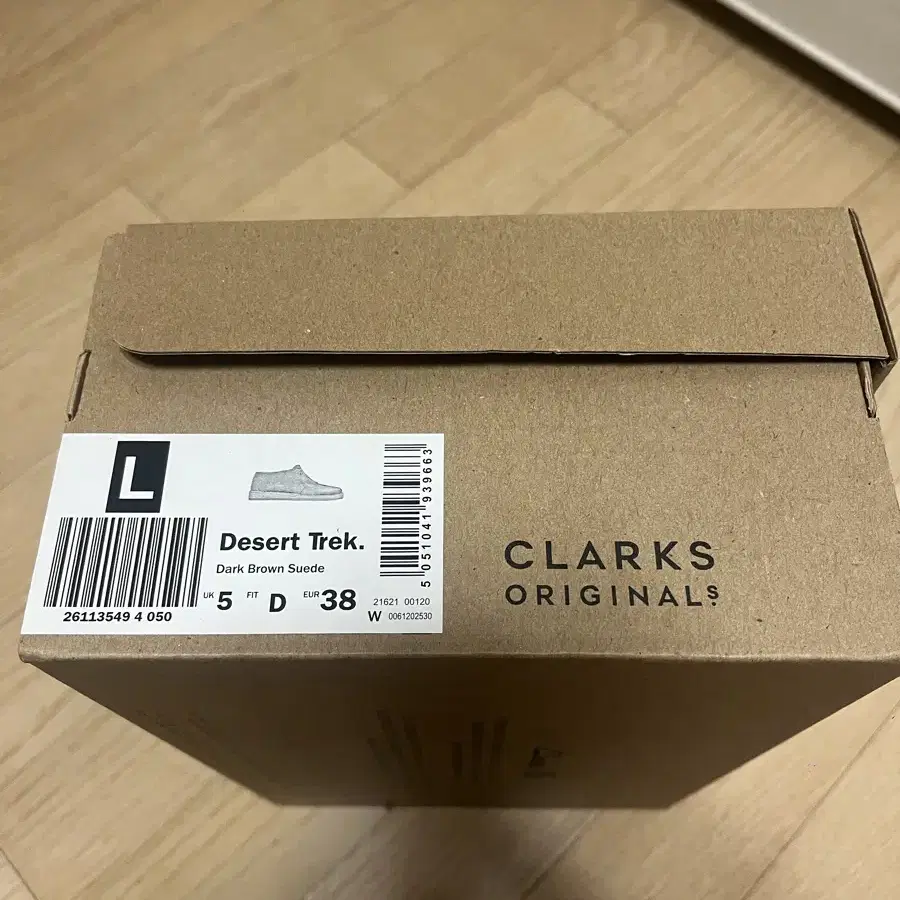 L
Desert Trek.
Dark Brown Suede
UK 5 FIT D EUR 38
26113549 4 050
5 051041 939663
21621 00120
W 0061202530
CLARKS
ORIGINALS.